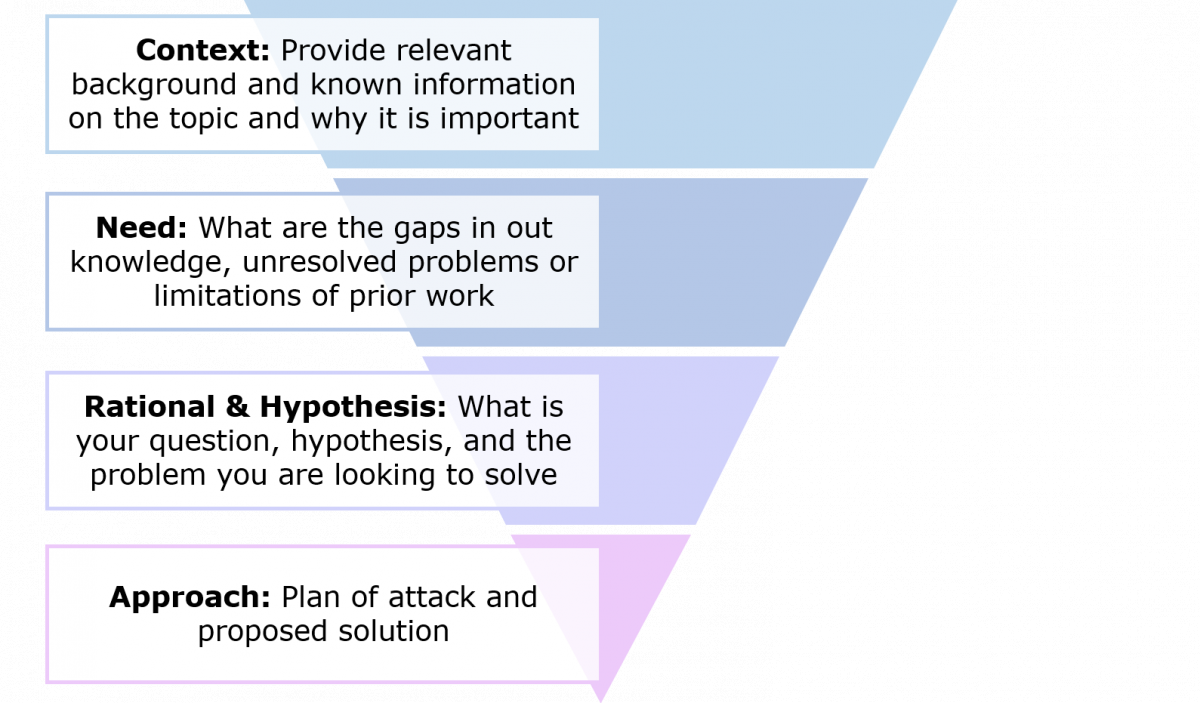 Context: Provide relevant
background and known information
on the topic and why it is important
Need: What are the gaps in out
knowledge, unresolved problems or
limitations of prior work
Rational & Hypothesis: What is
your question, hypothesis, and the
problem you are looking to solve
Approach: Plan of attack and
proposed solution